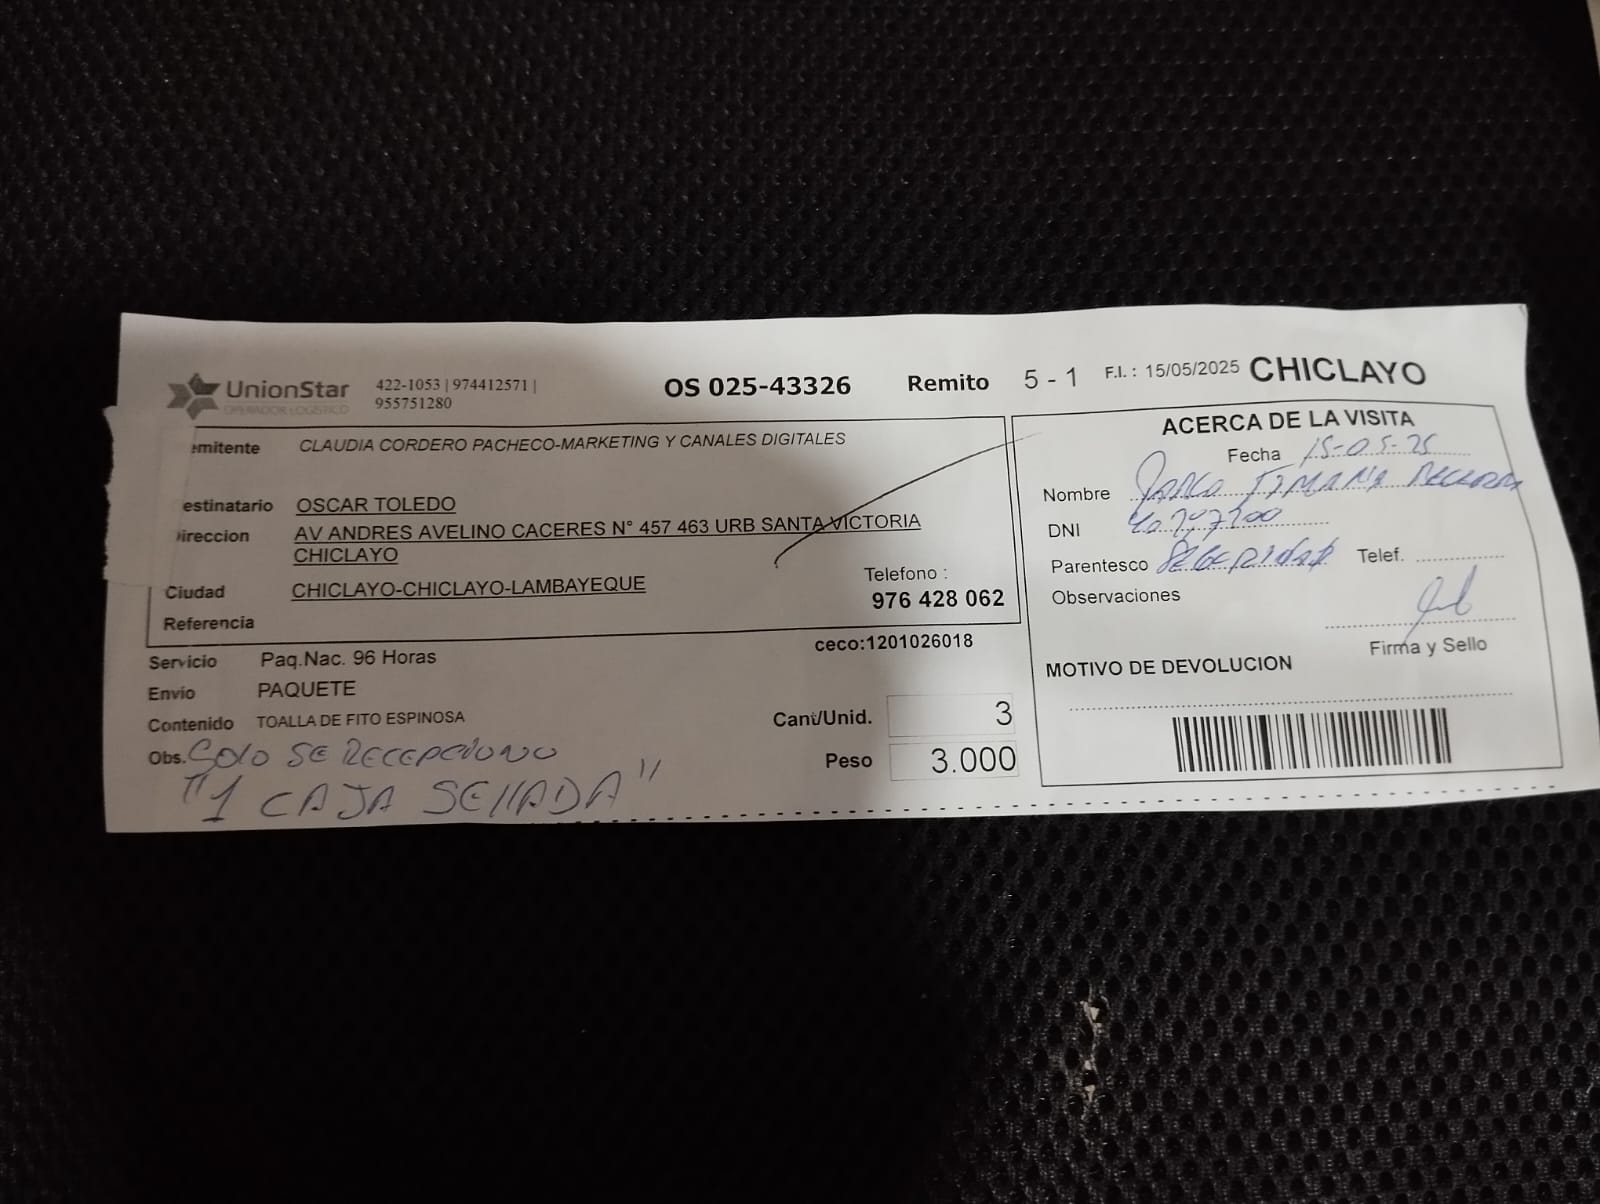 UnionStar
OPERADOR LOGISTICO
422-1053 | 974412571 |
955751280
OS 025-43326
Remito 5 - 1
F.I. : 15/05/2025
CHICLAYO
emitente CLAUDIA CORDERO PACHECO-MARKETING Y CANALES DIGITALES
estinatario OSCAR TOLEDO
ireccion AV ANDRES AVELINO CACERES N° 457 463 URB SANTA VICTORIA
CHICLAYO
Ciudad CHICLAYO-CHICLAYO-LAMBAYEQUE
Telefono :
976 428 062
Referencia
ceco:1201026018
Servicio Paq.Nac. 96 Horas
Envio PAQUETE
Contenido TOALLA DE FITO ESPINOSA
Cant/Unid. 3
Peso 3.000
Obs. SOLO SE RECEPCIONO
"1 CAJA SELLADA"
ACERCA DE LA VISITA
Fecha 15-05-25
Nombre
DNI
Parentesco SEGURIDAD Telef.
Observaciones
Firma y Sello
MOTIVO DE DEVOLUCION